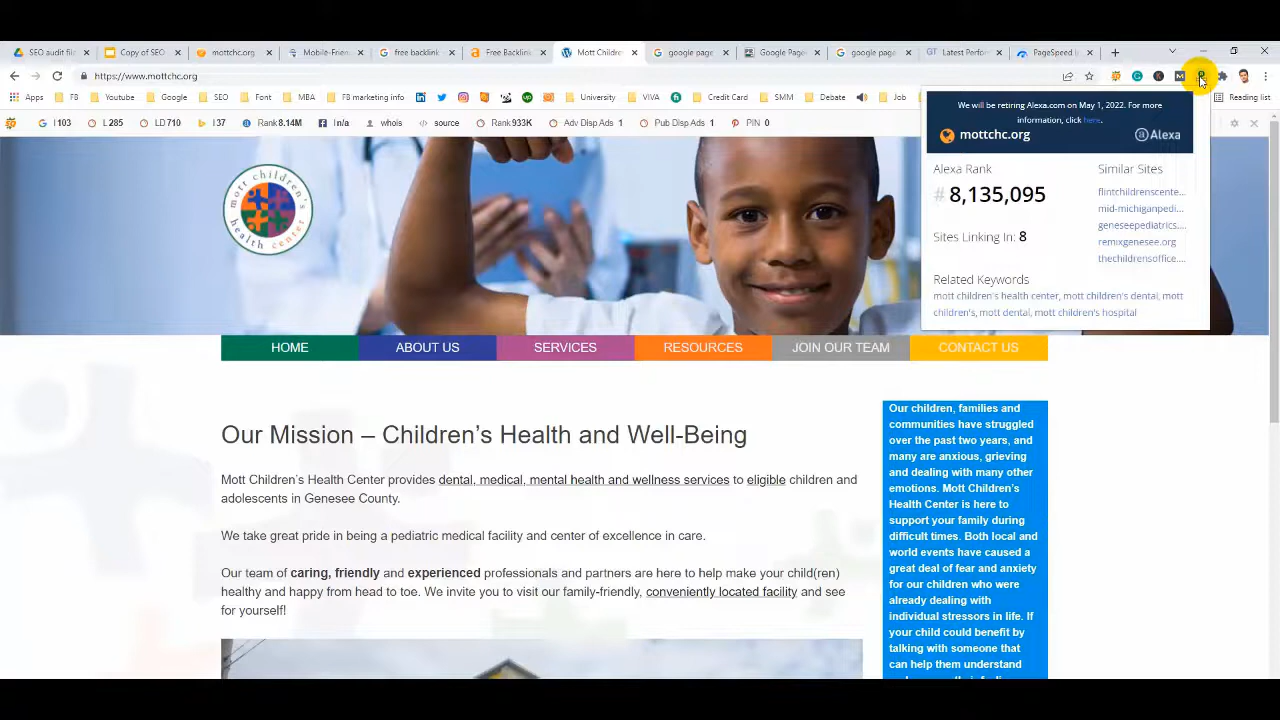 SEO audit fil
Copy of SEO
mottchc.org
Mobile-Frien
free backlink
Free Backlin
Mott Childre
google page
Google Page
google page
Latest Perfo
PageSpeed I
https://www.mottchc.org
Apps
FB
Youtube
Google
SEO
Font
MBA
FB marketing info
University
VIVA
Credit Card
SMM
Debate
Job
Reading list
I 103
L 285
LD 710
I 37
Rank 8.14M
n/a
whois
source
Rank 933K
Adv Disp Ads 1
Pub Disp Ads 1
PIN 0
We will be retiring Alexa.com on May 1, 2022. For more
information, click here.
mottchc.org
Alexa
Alexa Rank
# 8,135,095
Sites Linking In: 8
Similar Sites
flintchildrenscente...
mid-michiganpedi...
geneseepediatrics....
remixgenesee.org
thechildrensoffice....
Related Keywords
mott children's health center, mott children's dental, mott
children's, mott dental, mott children's hospital
mott children's
health center
HOME
ABOUT US
SERVICES
RESOURCES
JOIN OUR TEAM
CONTACT US
Our Mission – Children's Health and Well-Being
Mott Children's Health Center provides dental, medical, mental health and wellness services to eligible children and
adolescents in Genesee County.
We take great pride in being a pediatric medical facility and center of excellence in care.
Our team of caring, friendly and experienced professionals and partners are here to help make your child(ren)
healthy and happy from head to toe. We invite you to visit our family-friendly, conveniently located facility and see
for yourself!
Our children, families and
communities have struggled
over the past two years, and
many are anxious, grieving
and dealing with many other
emotions. Mott Children's
Health Center is here to
support your family during
difficult times. Both local and
world events have caused a
great deal of fear and anxiety
for our children who were
already dealing with
individual stressors in life. If
your child could benefit by
talking with someone that
can help them understand